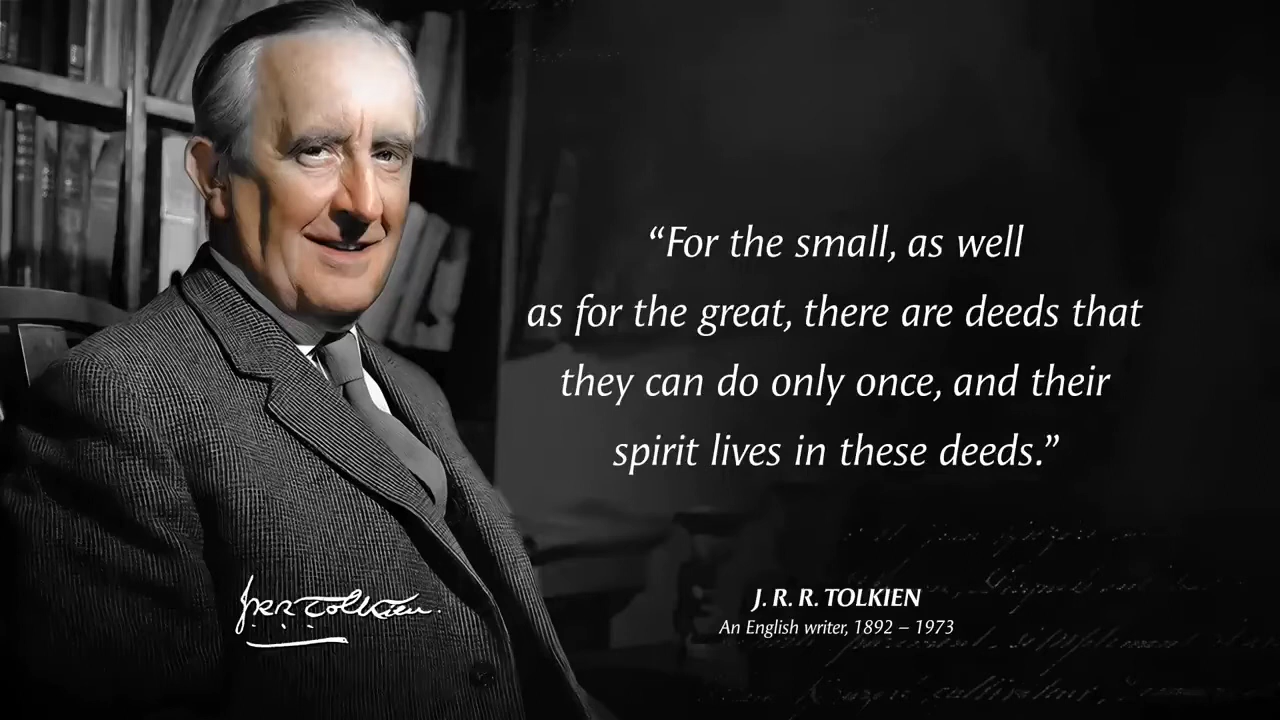 “For the small, as well
as for the great, there are deeds that
they can do only once, and their
spirit lives in these deeds.”
J.R.R. Tolkien.
J. R. R. TOLKIEN
An English writer, 1892 – 1973